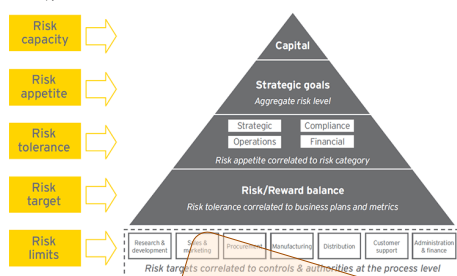 Risk
capacity
Capital
Risk
appetite
Strategic goals
Aggregate risk level
Risk
tolerance
Strategic
Compliance
Operations
Financial
Risk appetite correlated to risk category
Risk
target
Risk/Reward balance
Risk tolerance correlated to business plans and metrics
Risk
limits
Research &
development
Sales &
marketing
Procurement
Manufacturing
Distribution
Customer
support
Administration
& finance
Risk targets correlated to controls & authorities at the process level